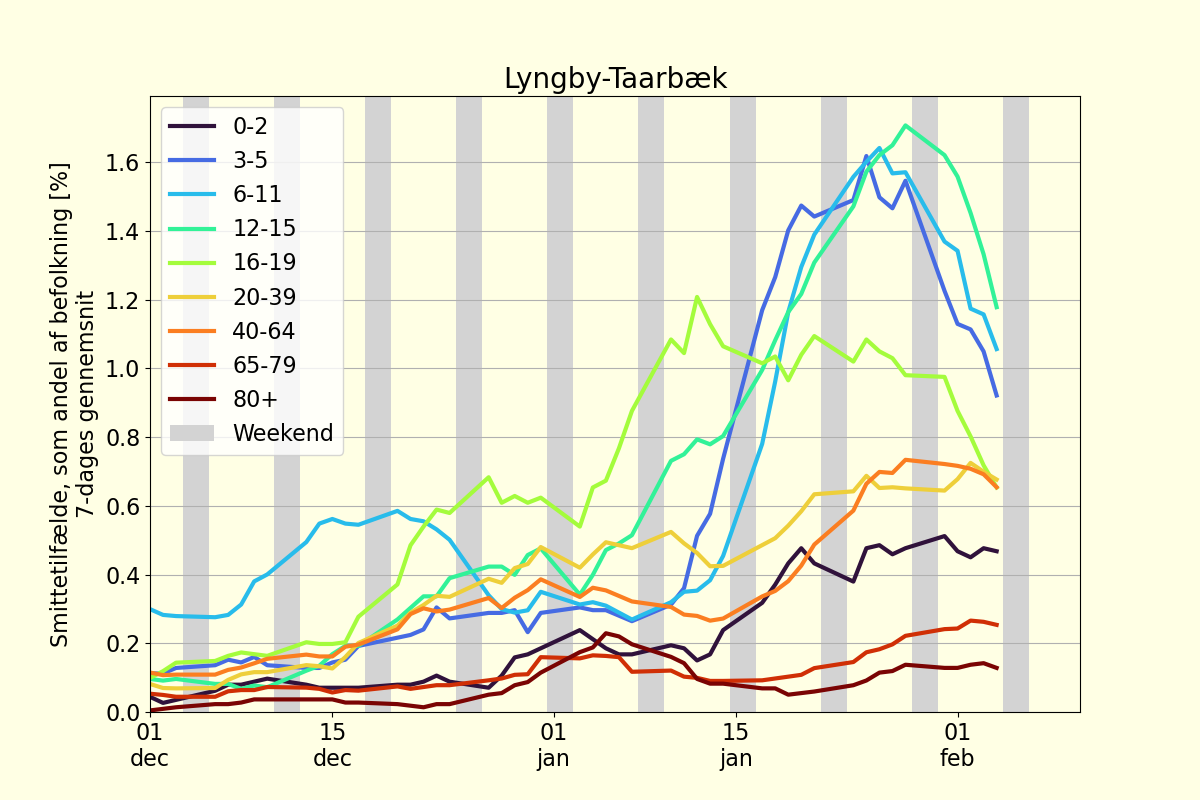 Lyngby-Taarbæk
Smittetilfælde, som andel af befolkning [%]
7-dages gennemsnit
1.6
1.4
1.2
1.0
0.8
0.6
0.4
0.2
0.0
0-2
3-5
6-11
12-15
16-19
20-39
40-64
65-79
80+
Weekend
01
dec
15
dec
01
jan
15
jan
01
feb